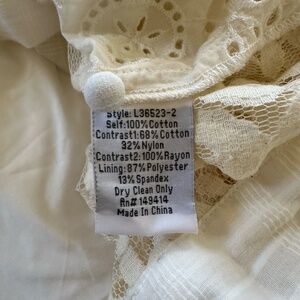 Style: L36523-2
Self:100%Cotton
Contrast1:68%Cotton
32%Nylon
Contrast2:100%Rayon
Lining:87%Polyester
13%Spandex
Dry Clean Only
Rn# 149414
Made In China